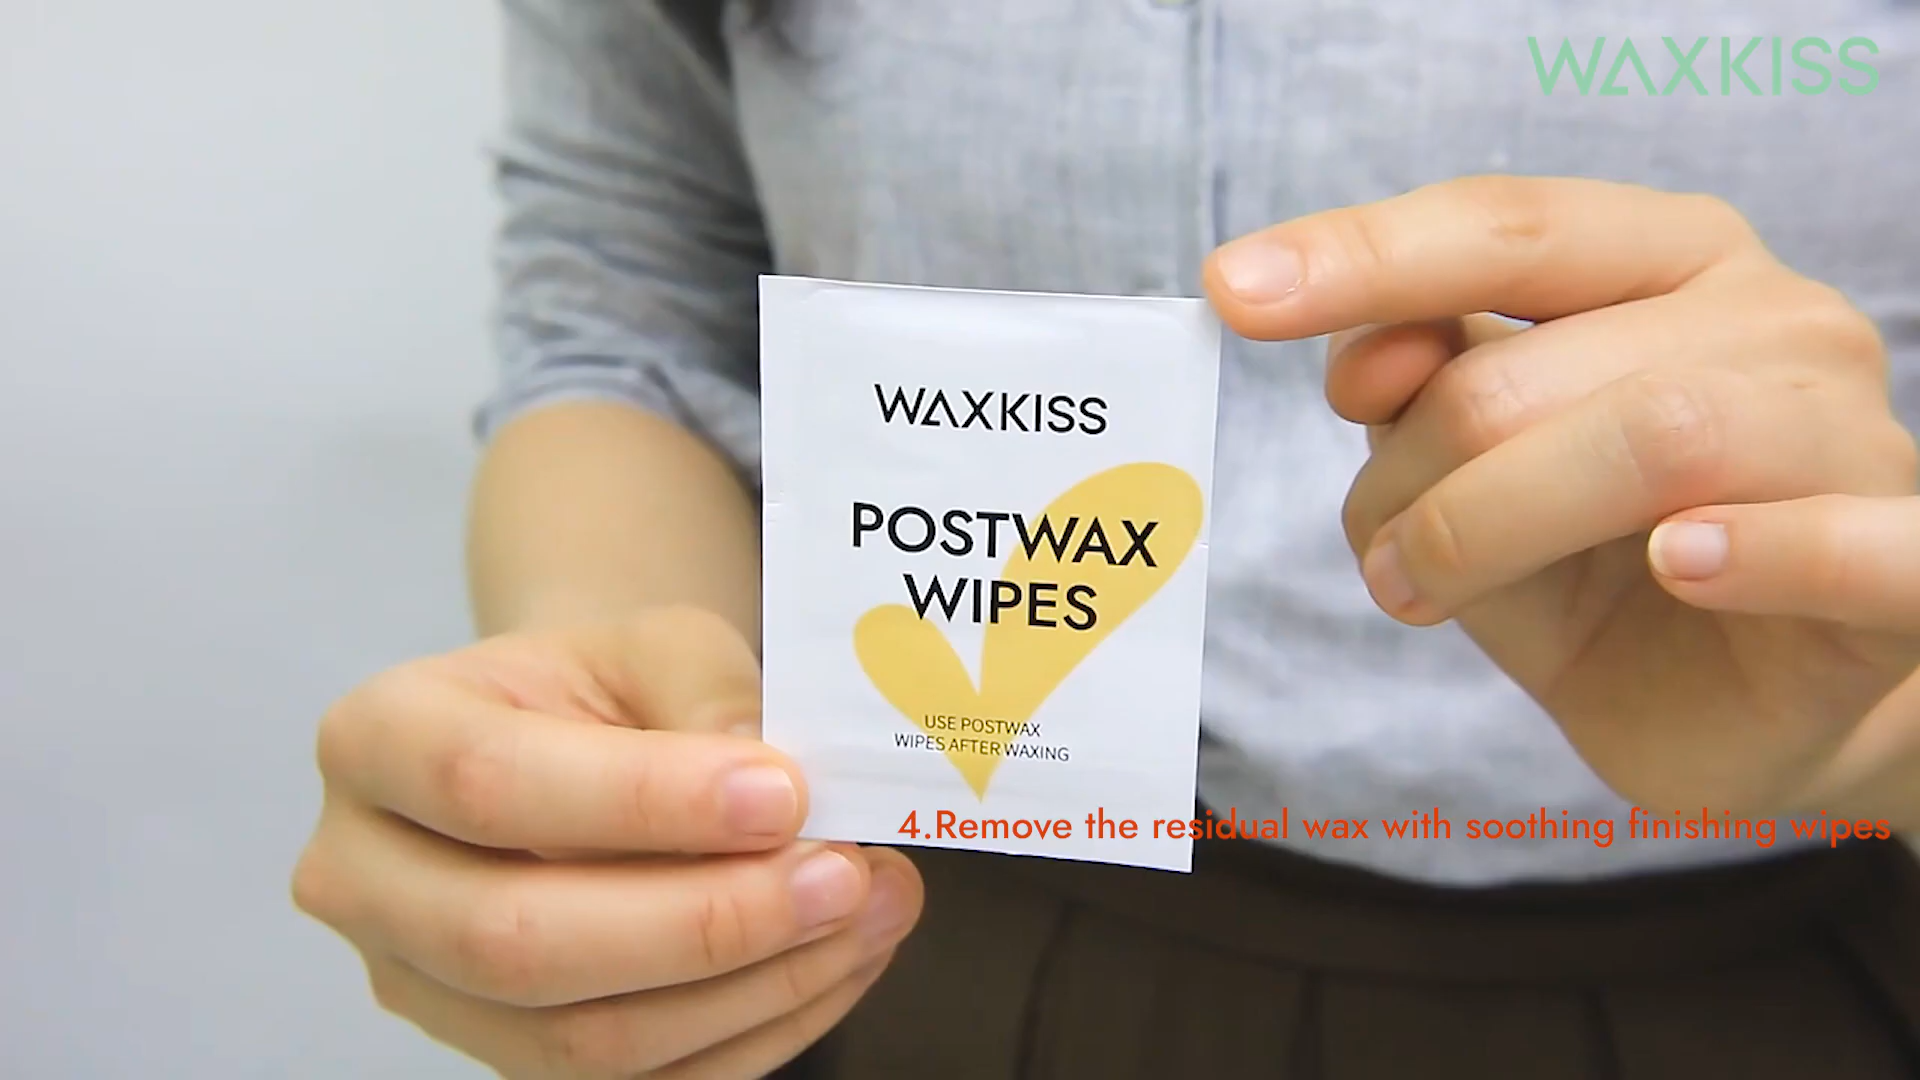 WAXKISS
WAXKISS
POSTWAX
WIPES
USE POSTWAX
WIPES AFTER WAXING
4.Remove the residual wax with soothing finishing wipes